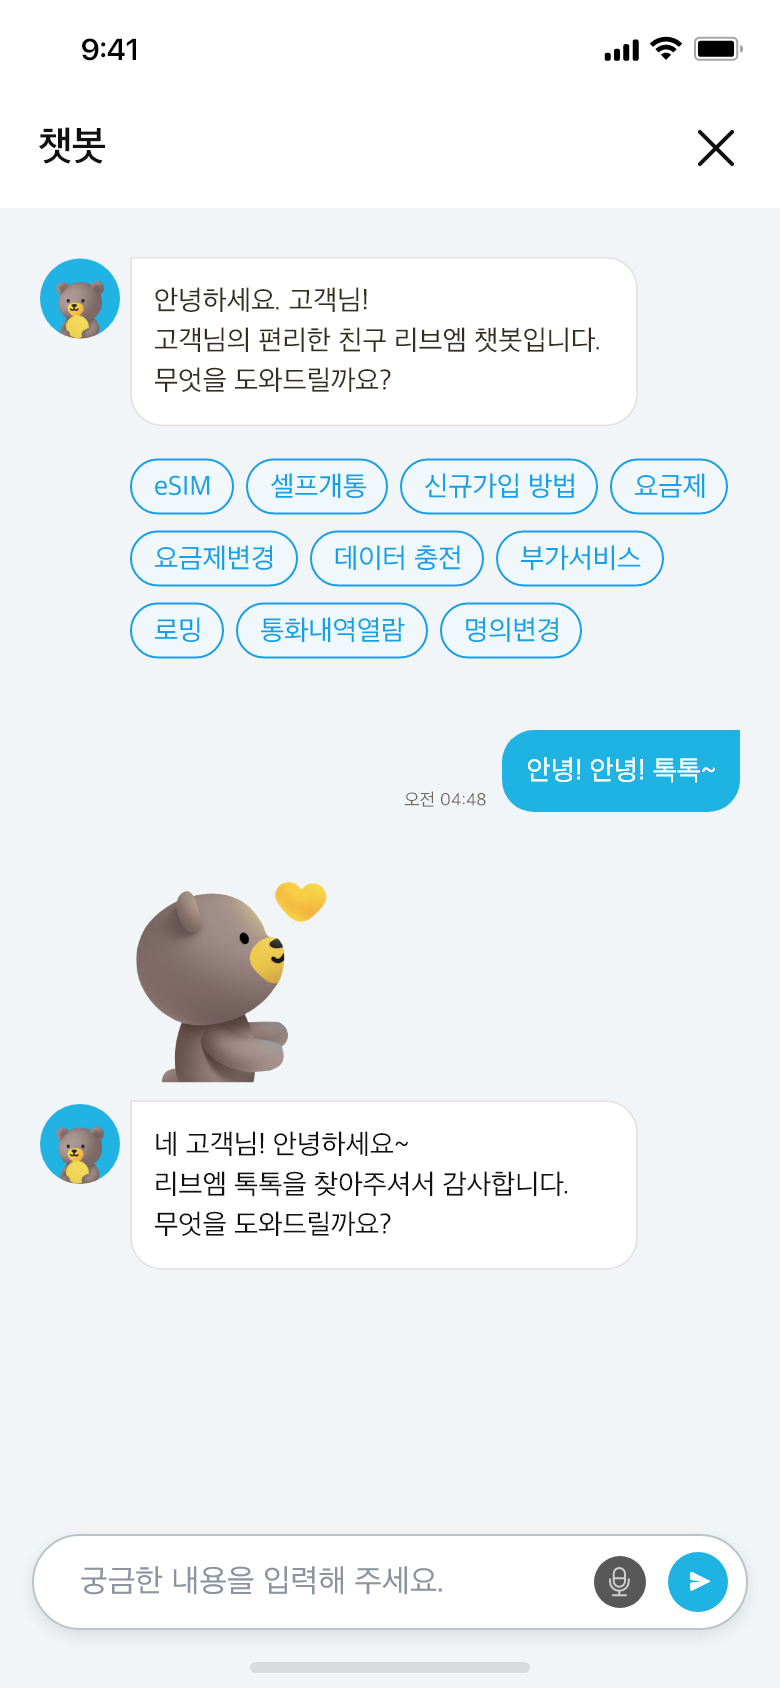 9:41
챗봇
안녕하세요. 고객님!
고객님의 편리한 친구 리브엠 챗봇입니다.
무엇을 도와드릴까요?
eSIM 셀프개통 신규가입 방법 요금제
요금제변경 데이터 충전 부가서비스
로밍 통화내역열람 명의변경
안녕! 안녕! 톡톡~
오전 04:48
네 고객님! 안녕하세요~
리브엠 톡톡을 찾아주셔서 감사합니다.
무엇을 도와드릴까요?
궁금한 내용을 입력해 주세요.